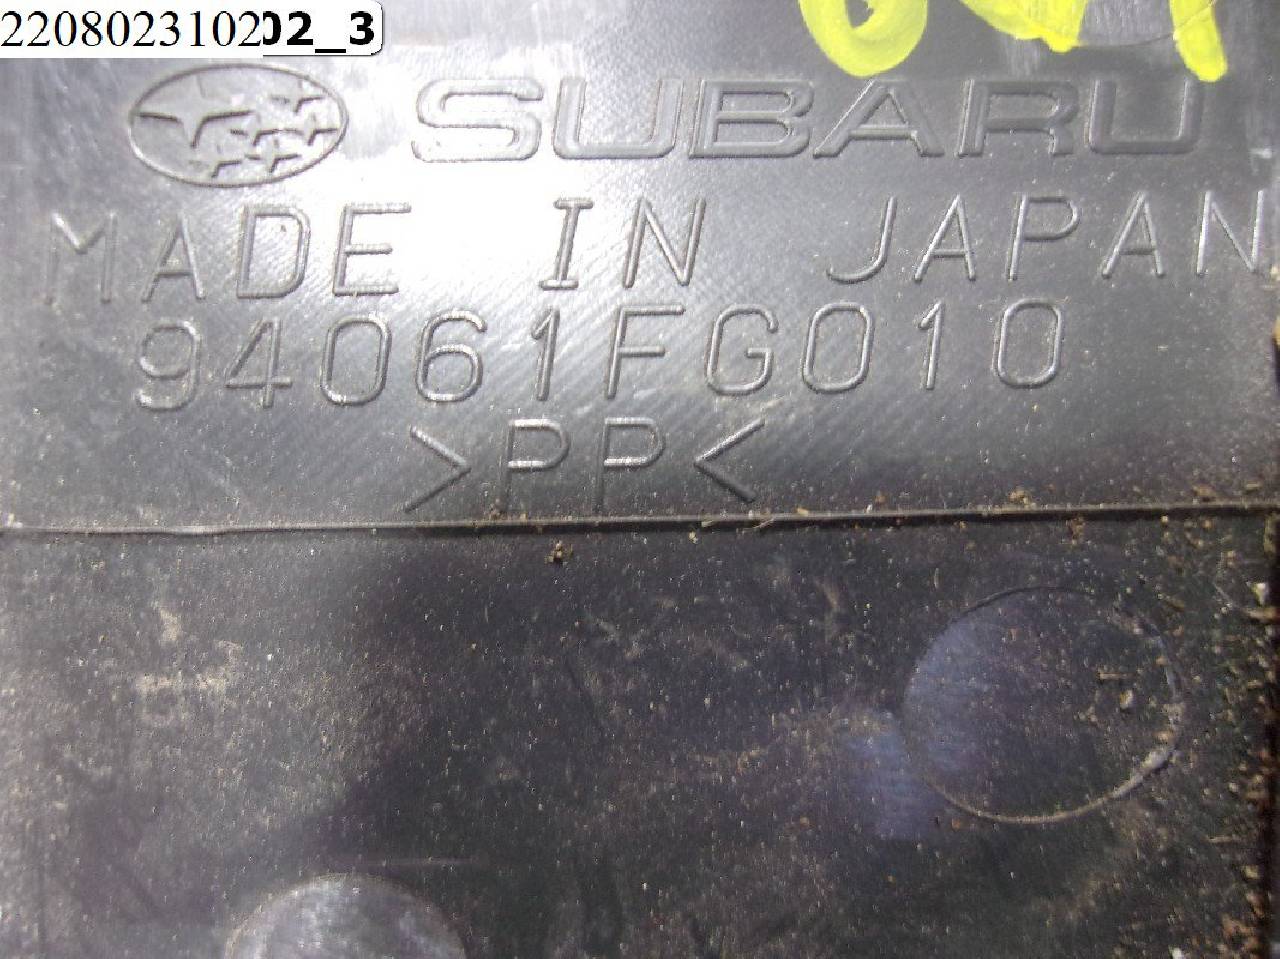 220802310202_3
SUBARU
MADE IN JAPAN
94061FG010
>PP<